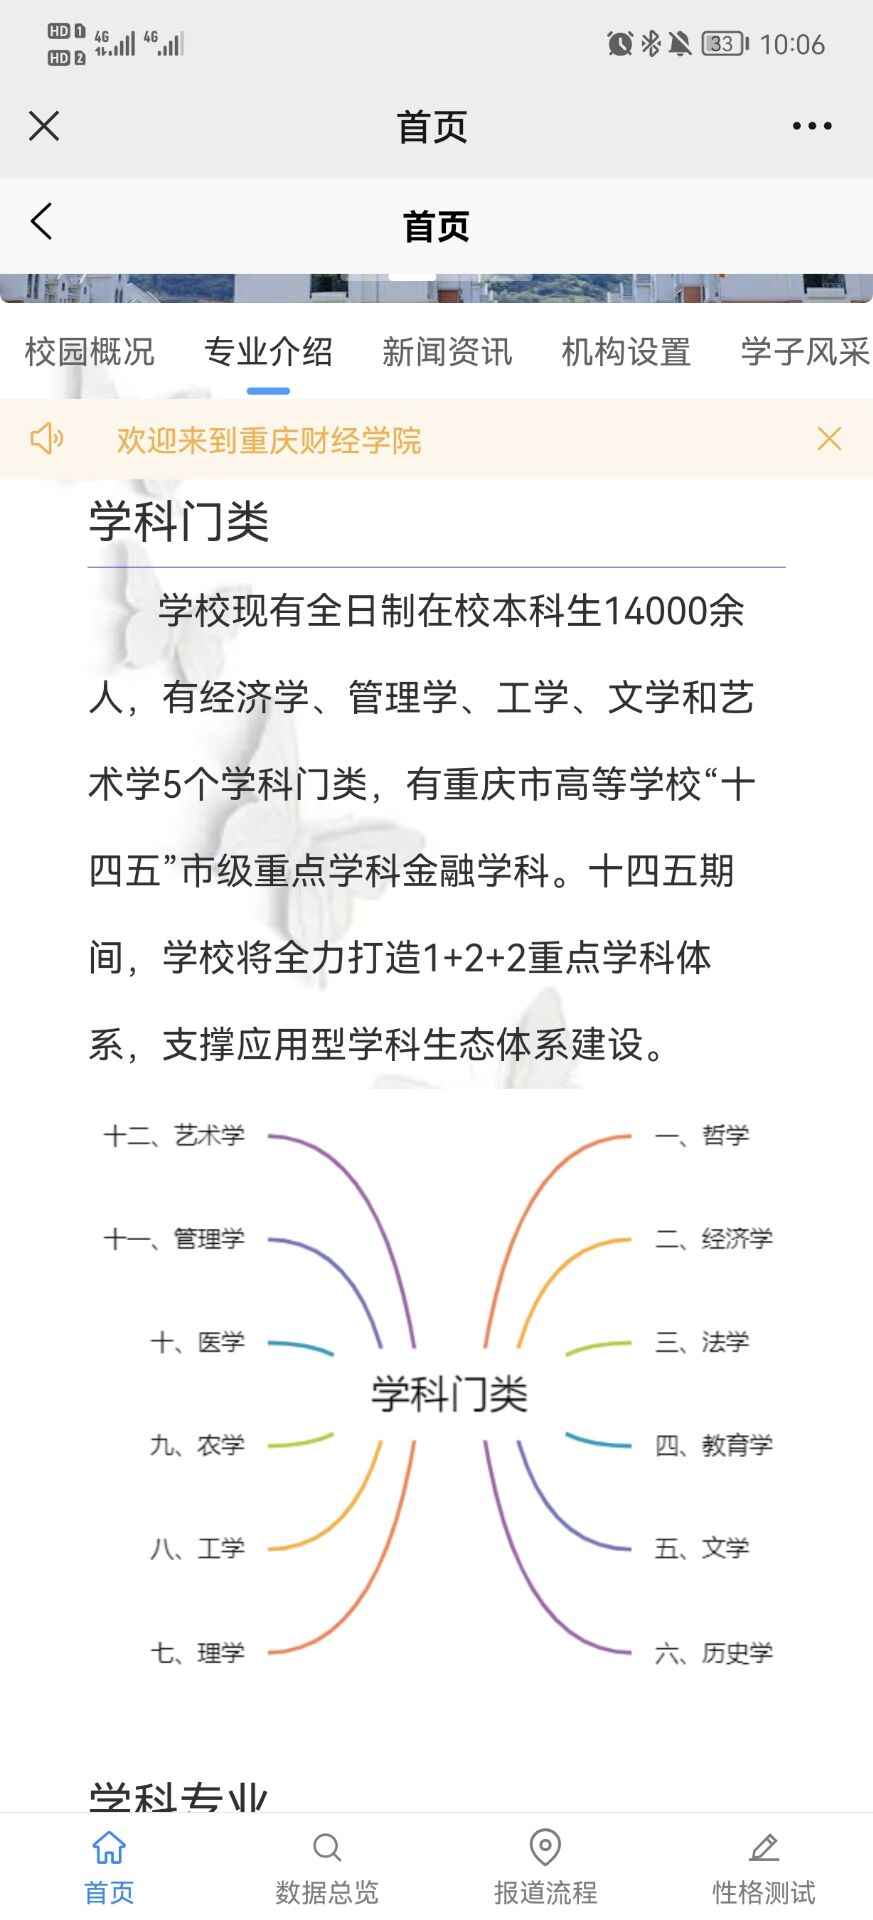 HD 1 4G 4G 33 10:06
HD 2
首页
首页
校园概况 专业介绍 新闻资讯 机构设置 学子风采
欢迎来到重庆财经学院
学科门类
学校现有全日制在校本科生14000余
人，有经济学、管理学、工学、文学和艺
术学5个学科门类，有重庆市高等学校“十
四五”市级重点学科金融学科。十四五期
间，学校将全力打造1+2+2重点学科体
系，支撑应用型学科生态体系建设。
十二、艺术学 一、哲学
十一、管理学 二、经济学
十、医学 三、法学
学科门类
九、农学 四、教育学
八、工学 五、文学
七、理学 六、历史学
学科专业
首页 数据总览 报道流程 性格测试